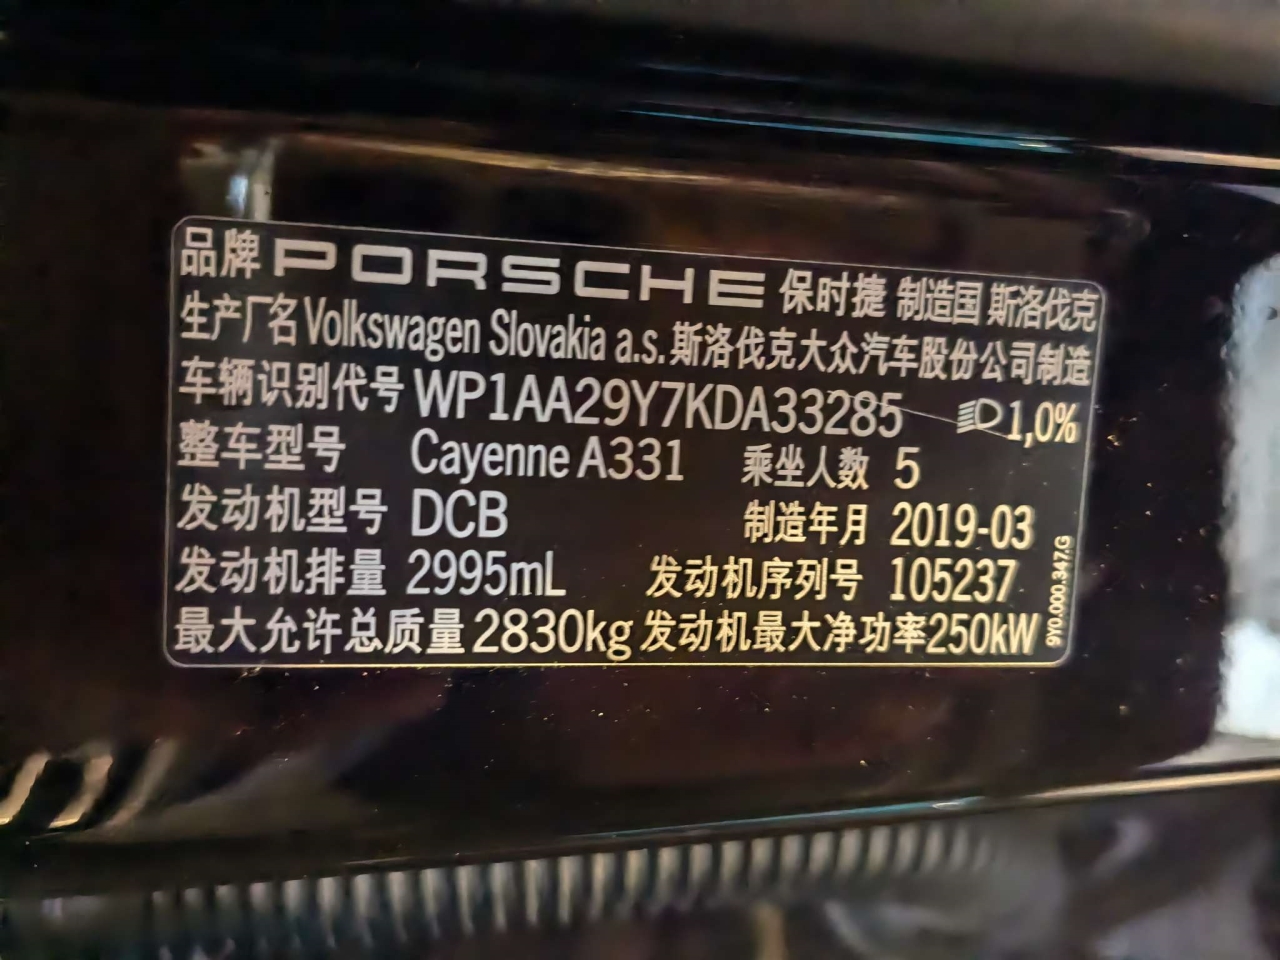 品牌 PORSCHE 保时捷 制造国 斯洛伐克
生产厂名 Volkswagen Slovakia a.s. 斯洛伐克大众汽车股份公司制造
车辆识别代号 WP1AA29Y7KDA33285 1,0%
整车型号 Cayenne A331 乘坐人数 5
发动机型号 DCB 制造年月 2019-03
发动机排量 2995mL 发动机序列号 105237
最大允许总质量 2830kg 发动机最大净功率 250kW
9Y0.000.347.G